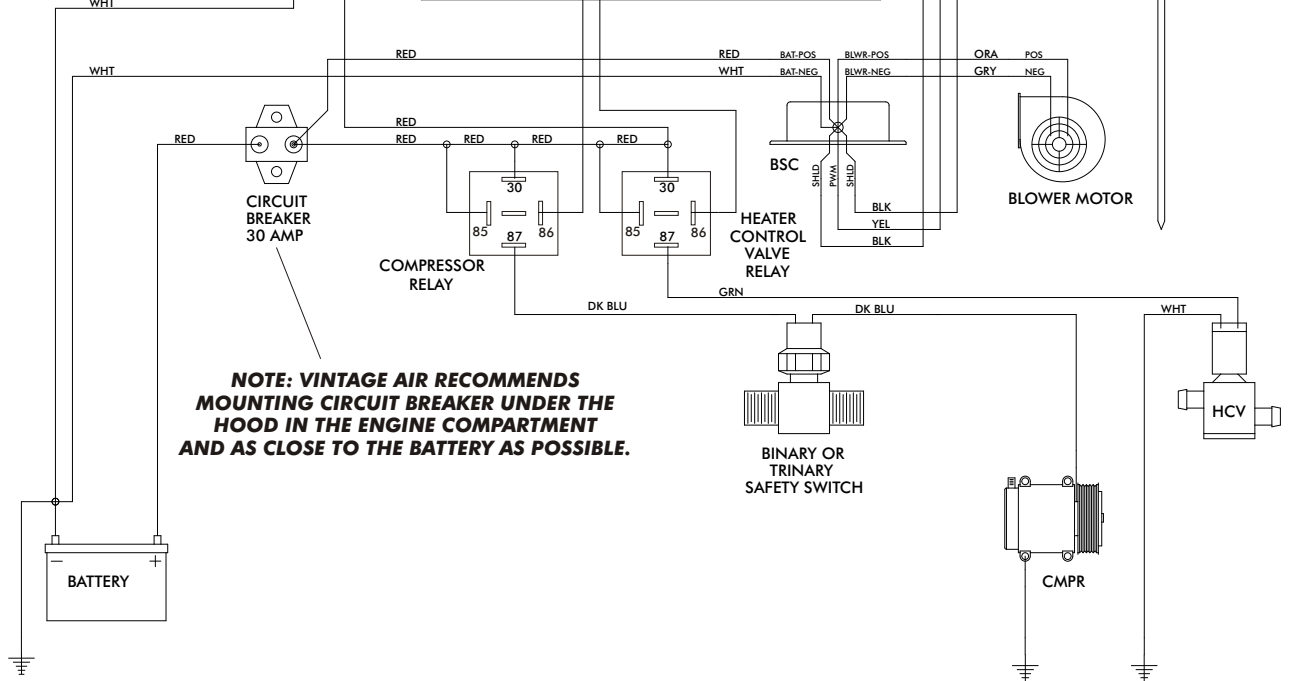 WHT
RED
RED
BAT-POS
BLWR-POS
ORA
POS
WHT
WHT
BAT-NEG
BLWR-NEG
GRY
NEG
RED
RED
RED
RED
RED
RED
RED
BSC
SHLD
PWM
SHLD
BLK
YEL
BLK
BLOWER MOTOR
CIRCUIT
BREAKER
30 AMP
30
85
87
86
COMPRESSOR
RELAY
30
85
87
86
HEATER
CONTROL
VALVE
RELAY
GRN
DK BLU
DK BLU
WHT
NOTE: VINTAGE AIR RECOMMENDS
MOUNTING CIRCUIT BREAKER UNDER THE
HOOD IN THE ENGINE COMPARTMENT
AND AS CLOSE TO THE BATTERY AS POSSIBLE.
HCV
BINARY OR
TRINARY
SAFETY SWITCH
− +
BATTERY
CMPR